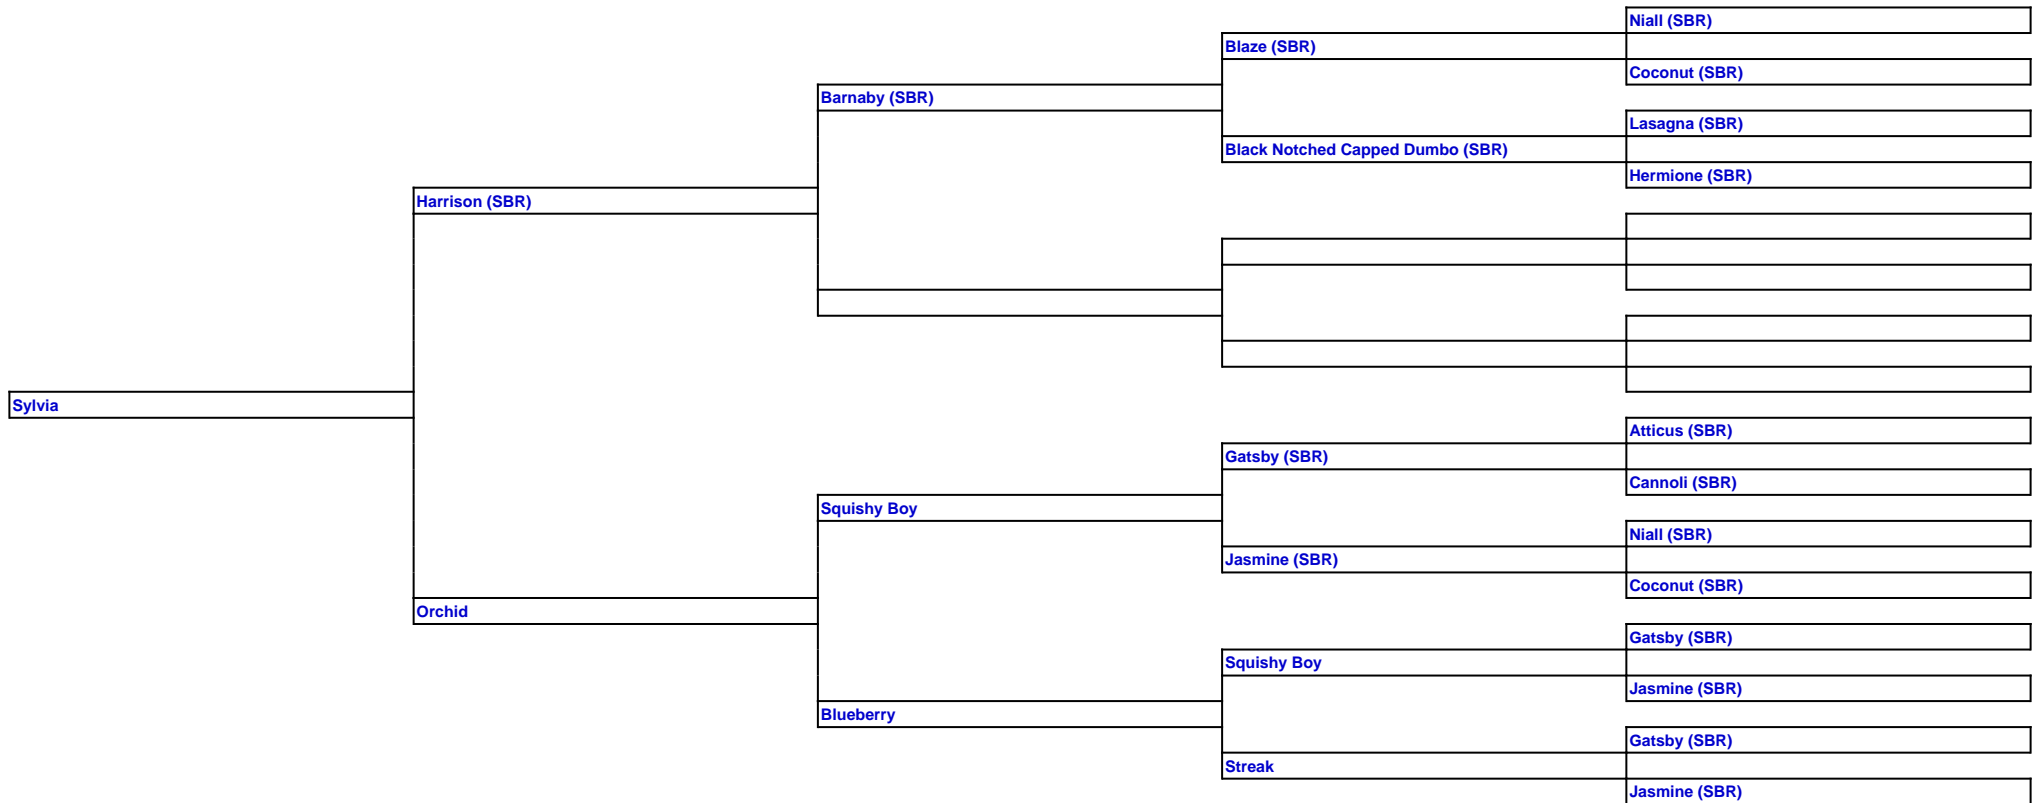 Niall (SBR)
Blaze (SBR)
Coconut (SBR)
Barnaby (SBR)
Lasagna (SBR)
Black Notched Capped Dumbo (SBR)
Hermione (SBR)
Harrison (SBR)
Sylvia
Atticus (SBR)
Gatsby (SBR)
Cannoli (SBR)
Squishy Boy
Niall (SBR)
Jasmine (SBR)
Coconut (SBR)
Orchid
Gatsby (SBR)
Squishy Boy
Jasmine (SBR)
Blueberry
Gatsby (SBR)
Streak
Jasmine (SBR)